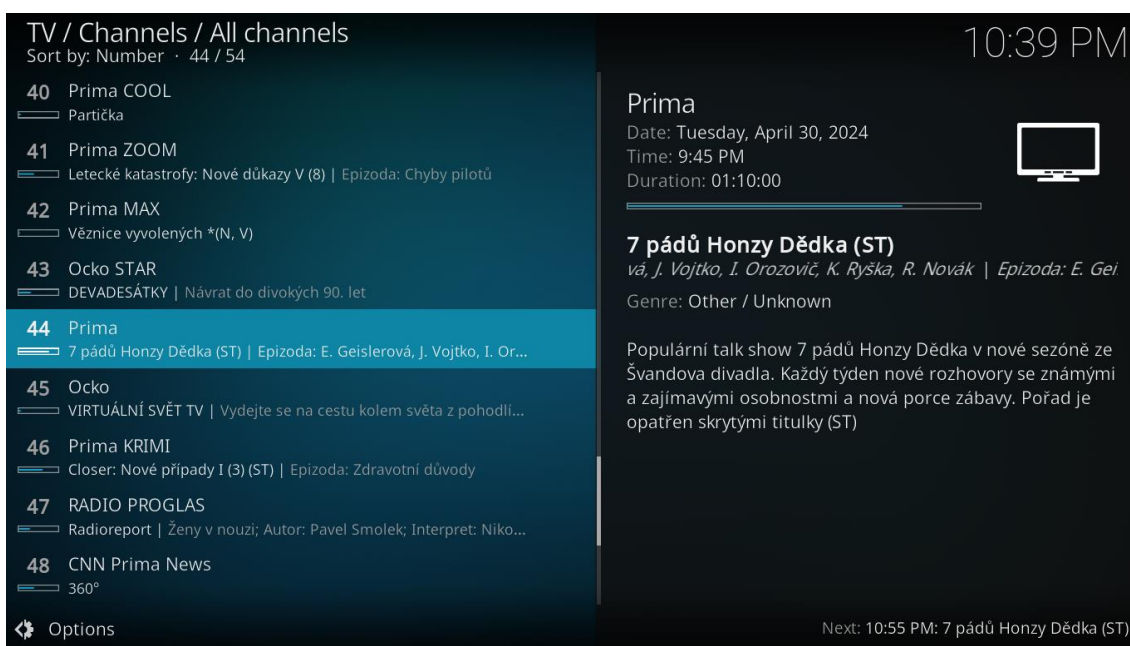 TV / Channels / All channels
Sort by: Number · 44 / 54
10:39 PM
40 Prima COOL
Partička
41 Prima ZOOM
Letecké katastrofy: Nové důkazy V (8) | Epizoda: Chyby pilotů
42 Prima MAX
Věznice vyvolených *(N, V)
43 Ocko STAR
DEVADESÁTKY | Návrat do divokých 90. let
44 Prima
7 pádů Honzy Dědka (ST) | Epizoda: E. Geislerová, J. Vojtko, I. Or...
45 Ocko
VIRTUÁLNÍ SVĚT TV | Vydejte se na cestu kolem světa z pohodlí...
46 Prima KRIMI
Closer: Nové případy I (3) (ST) | Epizoda: Zdravotní důvody
47 RADIO PROGLAS
Radioreport | Ženy v nouzi; Autor: Pavel Smolek; Interpret: Niko...
48 CNN Prima News
360°
Options
Prima
Date: Tuesday, April 30, 2024
Time: 9:45 PM
Duration: 01:10:00
7 pádů Honzy Dědka (ST)
vá, J. Vojtko, I. Orozovič, K. Ryška, R. Novák | Epizoda: E. Gei
Genre: Other / Unknown
Populární talk show 7 pádů Honzy Dědka v nové sezóně ze
Švandova divadla. Každý týden nové rozhovory se známými
a zajímavými osobnostmi a nová porce zábavy. Pořad je
opatřen skrytými titulky (ST)
Next: 10:55 PM: 7 pádů Honzy Dědka (ST)